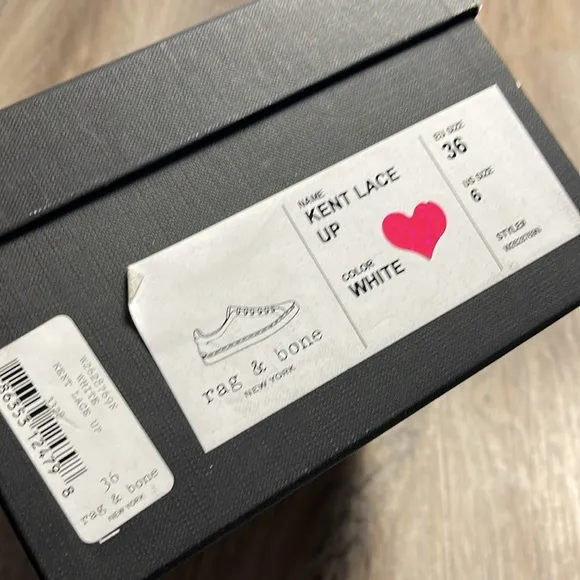 NAME
KENT LACE
UP
COLOR
WHITE
EU SIZE
36
US SIZE
6
STYLE#
rag & bone
NEW YORK
W262G769N
WHITE
KENT LACE UP
36
rag & bone
NEW YORK